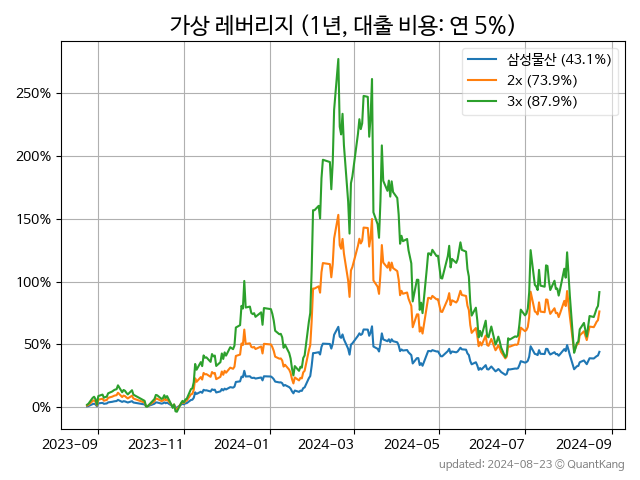 가상 레버리지 (1년, 대출 비용: 연 5%)
삼성물산 (43.1%)
2x (73.9%)
3x (87.9%)
250%
200%
150%
100%
50%
0%
2023-09 2023-11 2024-01 2024-03 2024-05 2024-07 2024-09
updated: 2024-08-23 © QuantKang